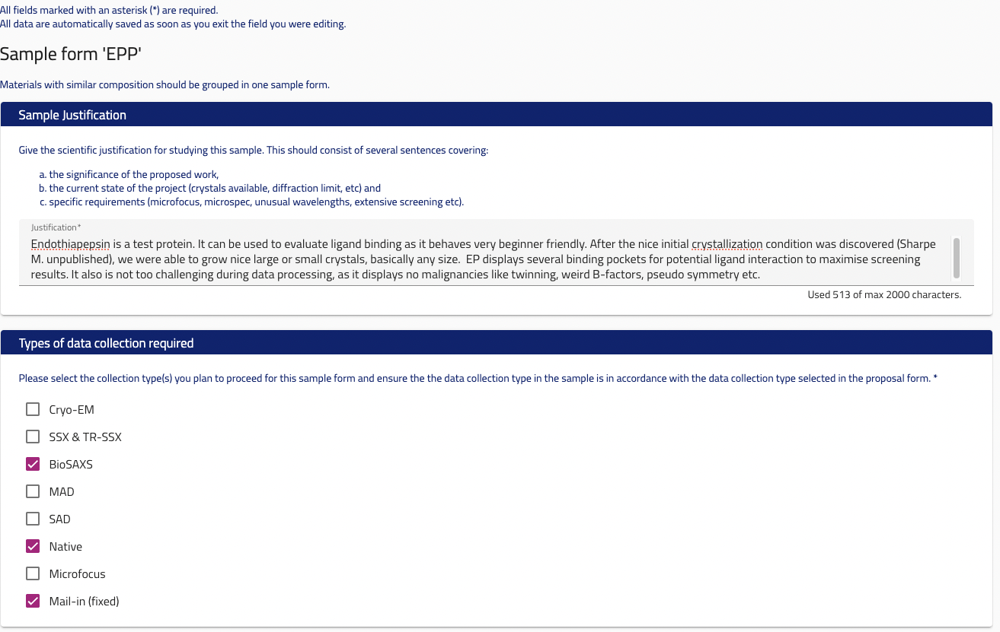 All fields marked with an asterisk (*) are required.
All data are automatically saved as soon as you exit the field you were editing.
Sample form 'EPP'
Materials with similar composition should be grouped in one sample form.
Sample Justification
Give the scientific justification for studying this sample. This should consist of several sentences covering:
a. the significance of the proposed work,
b. the current state of the project (crystals available, diffraction limit, etc) and
c. specific requirements (microfocus, microspec, unusual wavelengths, extensive screening etc).
Justification*
Endothiapepsin is a test protein. It can be used to evaluate ligand binding as it behaves very beginner friendly. After the nice initial crystallization condition was discovered (Sharpe
M. unpublished), we were able to grow nice large or small crystals, basically any size.  EP displays several binding pockets for potential ligand interaction to maximise screening
results. It also is not too challenging during data processing, as it displays no malignancies like twinning, weird B-factors, pseudo symmetry etc.
Used 513 of max 2000 characters.
Types of data collection required
Please select the collection type(s) you plan to proceed for this sample form and ensure the the data collection type in the sample is in accordance with the data collection type selected in the proposal form. *
Cryo-EM
SSX & TR-SSX
BioSAXS
MAD
SAD
Native
Microfocus
Mail-in (fixed)